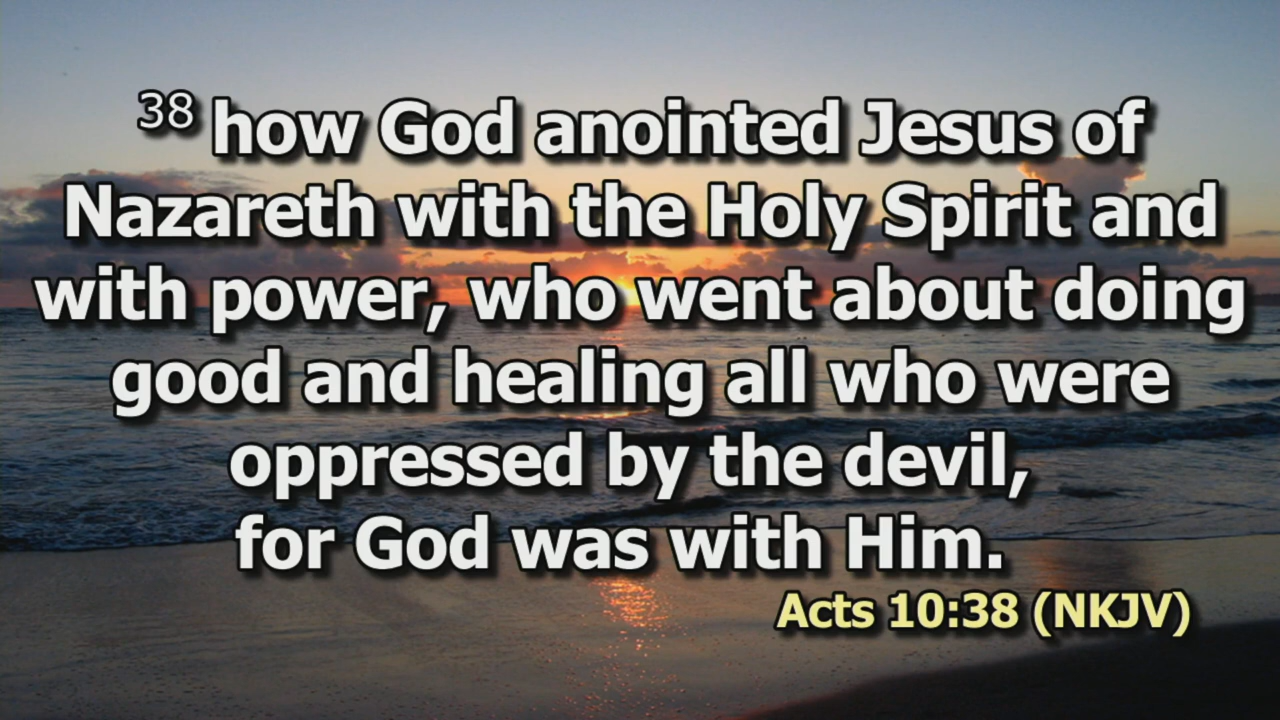 38 how God anointed Jesus of
Nazareth with the Holy Spirit and
with power, who went about doing
good and healing all who were
oppressed by the devil,
for God was with Him.
Acts 10:38 (NKJV)